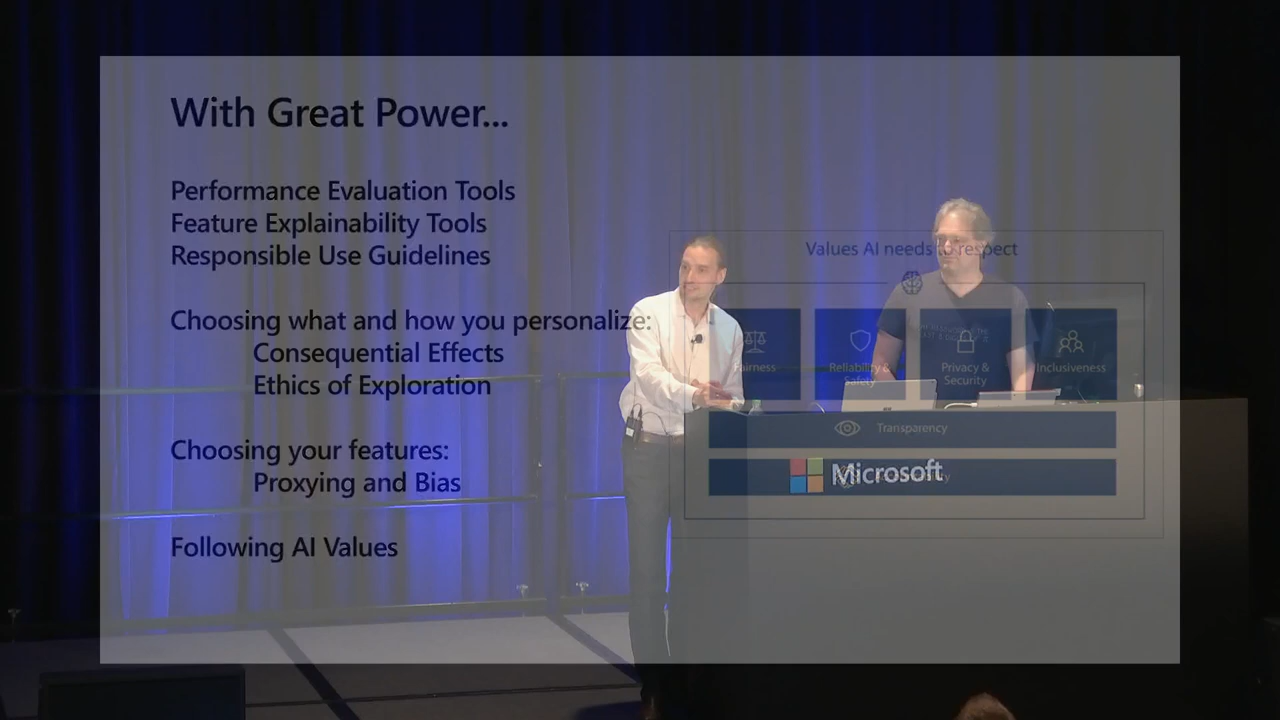 With Great Power...
Performance Evaluation Tools
Feature Explainability Tools
Responsible Use Guidelines
Choosing what and how you personalize:
Consequential Effects
Ethics of Exploration
Choosing your features:
Proxying and Bias
Following AI Values
Values AI needs to respect
Fairness
Reliability &
Safety
Privacy &
Security
Inclusiveness
Transparency
Microsoft